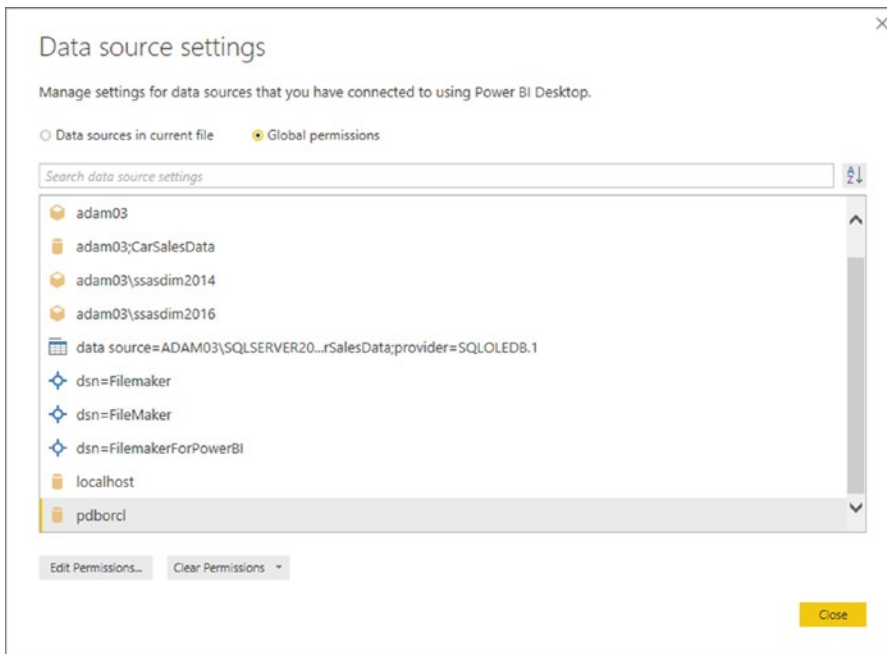 Data source settings
Manage settings for data sources that you have connected to using Power BI Desktop.
Data sources in current file Global permissions
Search data source settings
A
Z
adam03
adam03;CarSalesData
adam03\ssasdim2014
adam03\ssasdim2016
data source=ADAM03\SQLSERVER20...rSalesData;provider=SQLOLEDB.1
dsn=Filemaker
dsn=FileMaker
dsn=FilemakerForPowerBI
localhost
pdborcl
Edit Permissions... Clear Permissions
Close